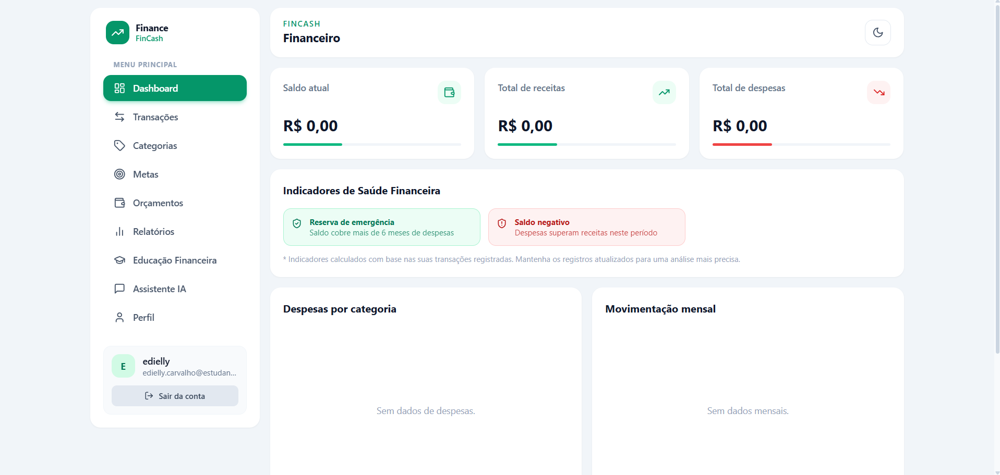 Finance
FinCash
MENU PRINCIPAL
Dashboard
Transações
Categorias
Metas
Orçamentos
Relatórios
Educação Financeira
Assistente IA
Perfil
E
edielly
edielly.carvalho@estudan...
Sair da conta
FINCASH
Financeiro
Saldo atual
R$ 0,00
Total de receitas
R$ 0,00
Total de despesas
R$ 0,00
Indicadores de Saúde Financeira
Reserva de emergência
Saldo cobre mais de 6 meses de despesas
Saldo negativo
Despesas superam receitas neste período
* Indicadores calculados com base nas suas transações registradas. Mantenha os registros atualizados para uma análise mais precisa.
Despesas por categoria
Sem dados de despesas.
Movimentação mensal
Sem dados mensais.